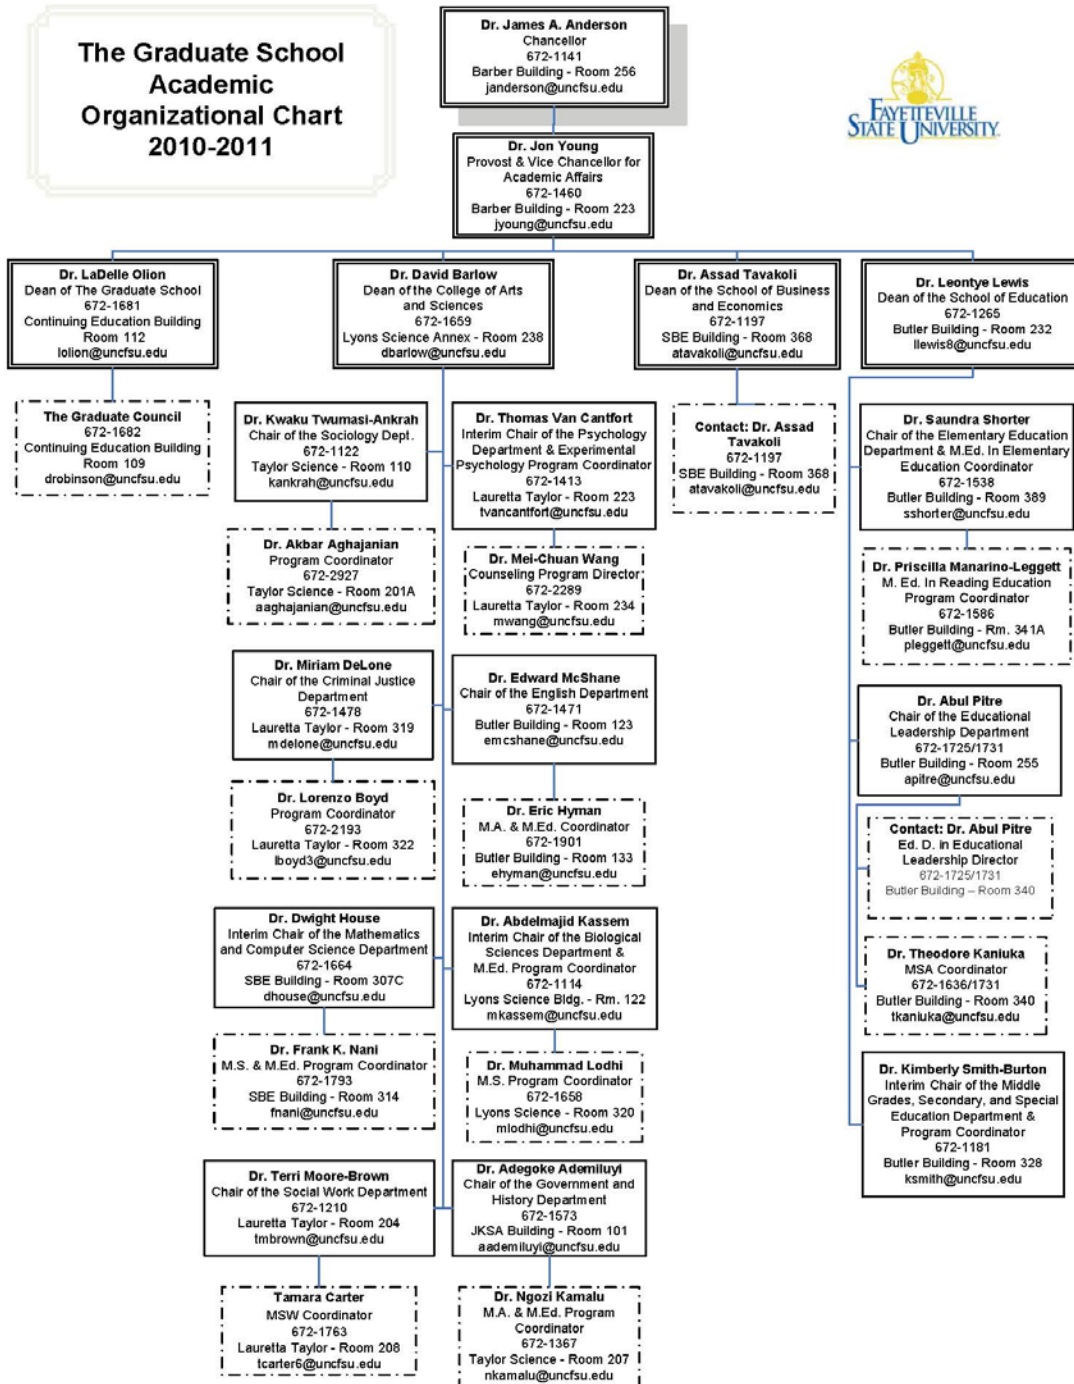 The Graduate School
Academic
Organizational Chart
2010-2011
Dr. James A. Anderson
Chancellor
672-1141
Barber Building - Room 256
janderson@uncfsu.edu
FAYETTEVILLE
STATE UNIVERSITY
Dr. Jon Young
Provost & Vice Chancellor for
Academic Affairs
672-1460
Barber Building - Room 223
jyoung@uncfsu.edu
Dr. LaDelle Olion
Dean of The Graduate School
672-1681
Continuing Education Building
Room 112
lolion@uncfsu.edu
Dr. David Barlow
Dean of the College of Arts
and Sciences
672-1659
Lyons Science Annex - Room 238
dbarlow@uncfsu.edu
Dr. Assad Tavakoli
Dean of the School of Business
and Economics
672-1197
SBE Building - Room 368
atavakoli@uncfsu.edu
Dr. Leontye Lewis
Dean of the School of Education
672-1265
Butler Building - Room 232
llewis8@uncfsu.edu
The Graduate Council
672-1682
Continuing Education Building
Room 109
drobinson@uncfsu.edu
Dr. Kwaku Twumasi-Ankrah
Chair of the Sociology Dept.
672-1122
Taylor Science - Room 110
kankrah@uncfsu.edu
Dr. Thomas Van Cantfort
Interim Chair of the Psychology
Department & Experimental
Psychology Program Coordinator
672-1413
Lauretta Taylor - Room 223
tvancantfort@uncfsu.edu
Contact: Dr. Assad
Tavakoli
672-1197
SBE Building - Room 368
atavakoli@uncfsu.edu
Dr. Saundra Shorter
Chair of the Elementary Education
Department & M.Ed. In Elementary
Education Coordinator
672-1538
Butler Building - Room 389
sshorter@uncfsu.edu
Dr. Akbar Aghajanian
Program Coordinator
672-2927
Taylor Science - Room 201A
aaghajanian@uncfsu.edu
Dr. Mei-Chuan Wang
Counseling Program Director
672-2289
Lauretta Taylor - Room 234
mwang@uncfsu.edu
Dr. Priscilla Manarino-Leggett
M. Ed. In Reading Education
Program Coordinator
672-1586
Butler Building - Rm. 341A
pleggett@uncfsu.edu
Dr. Miriam DeLone
Chair of the Criminal Justice
Department
672-1478
Lauretta Taylor - Room 319
mdelone@uncfsu.edu
Dr. Edward McShane
Chair of the English Department
672-1471
Butler Building - Room 123
emcshane@uncfsu.edu
Dr. Abul Pitre
Chair of the Educational
Leadership Department
672-1725/1731
Butler Building - Room 255
apitre@uncfsu.edu
Dr. Lorenzo Boyd
Program Coordinator
672-2193
Lauretta Taylor - Room 322
lboyd3@uncfsu.edu
Dr. Eric Hyman
M.A. & M.Ed. Coordinator
672-1901
Butler Building - Room 133
ehyman@uncfsu.edu
Contact: Dr. Abul Pitre
Ed. D. in Educational
Leadership Director
672-1725/1731
Butler Building – Room 340
Dr. Dwight House
Interim Chair of the Mathematics
and Computer Science Department
672-1664
SBE Building - Room 307C
dhouse@uncfsu.edu
Dr. Abdelmajid Kassem
Interim Chair of the Biological
Sciences Department &
M.Ed. Program Coordinator
672-1114
Lyons Science Bldg. - Rm. 122
mkassem@uncfsu.edu
Dr. Theodore Kaniuka
MSA Coordinator
672-1636/1731
Butler Building - Room 340
tkaniuka@uncfsu.edu
Dr. Frank K. Nani
M.S. & M.Ed. Program Coordinator
672-1793
SBE Building - Room 314
fnani@uncfsu.edu
Dr. Muhammad Lodhi
M.S. Program Coordinator
672-1658
Lyons Science - Room 320
mlodhi@uncfsu.edu
Dr. Kimberly Smith-Burton
Interim Chair of the Middle
Grades, Secondary, and Special
Education Department &
Program Coordinator
672-1181
Butler Building - Room 328
ksmith@uncfsu.edu
Dr. Terri Moore-Brown
Chair of the Social Work Department
672-1210
Lauretta Taylor - Room 204
tmbrown@uncfsu.edu
Dr. Adegoke Ademiluyi
Chair of the Government and
History Department
672-1573
JKSA Building - Room 101
aademiluyi@uncfsu.edu
Tamara Carter
MSW Coordinator
672-1763
Lauretta Taylor - Room 208
tcarter6@uncfsu.edu
Dr. Ngozi Kamalu
M.A. & M.Ed. Program
Coordinator
672-1367
Taylor Science - Room 207
nkamalu@uncfsu.edu